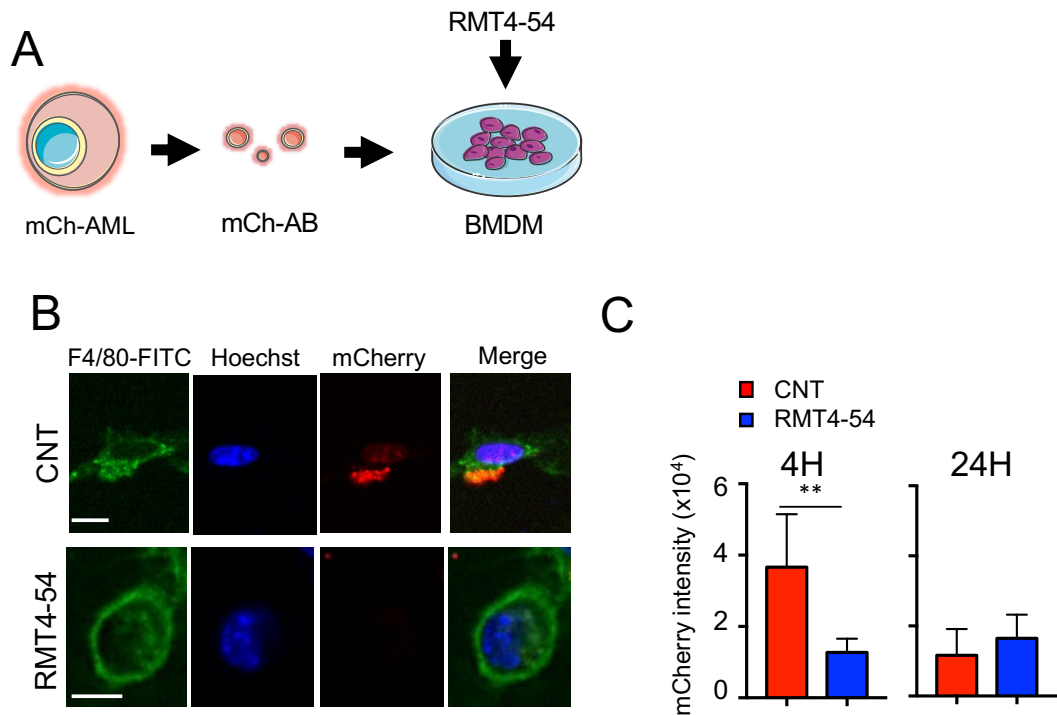 A
RMT4-54
mCh-AML
mCh-AB
BMDM
B
F4/80-FITC
Hoechst
mCherry
Merge
CNT
RMT4-54
C
CNT
RMT4-54
4H
24H
**
mCherry intensity (x10⁴)
6
4
2
0